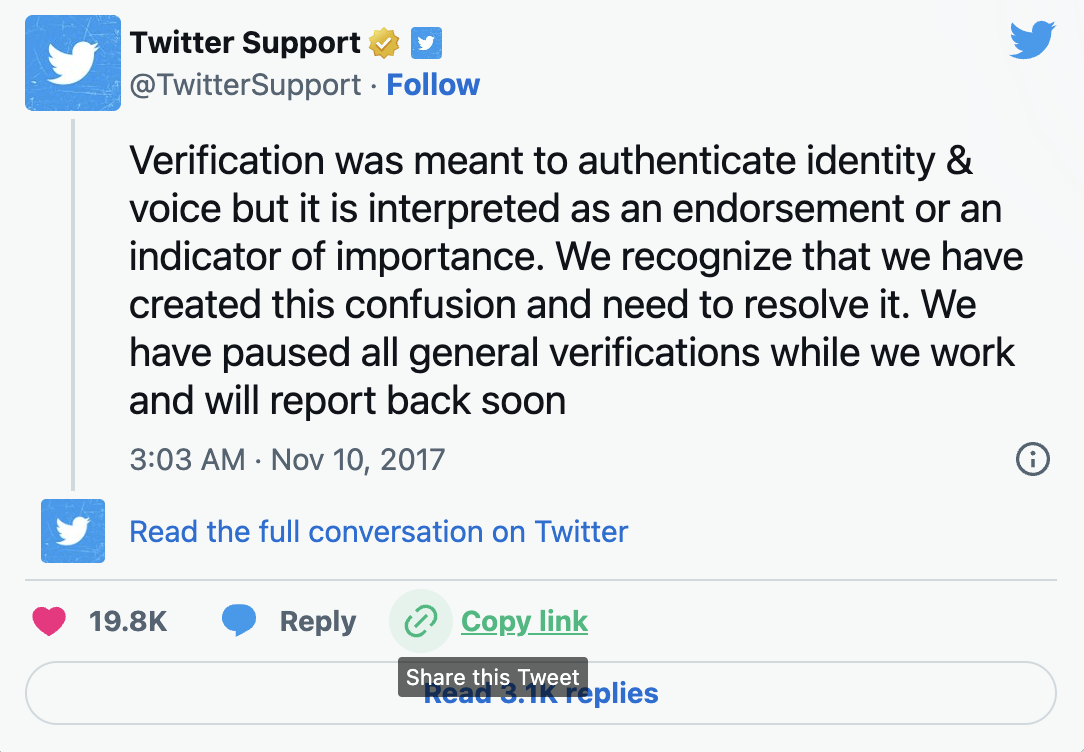 Twitter Support
@TwitterSupport · Follow
Verification was meant to authenticate identity &
voice but it is interpreted as an endorsement or an
indicator of importance. We recognize that we have
created this confusion and need to resolve it. We
have paused all general verifications while we work
and will report back soon
3:03 AM · Nov 10, 2017
Read the full conversation on Twitter
19.8K Reply Copy link
Share this Tweet
Read 3.1K replies